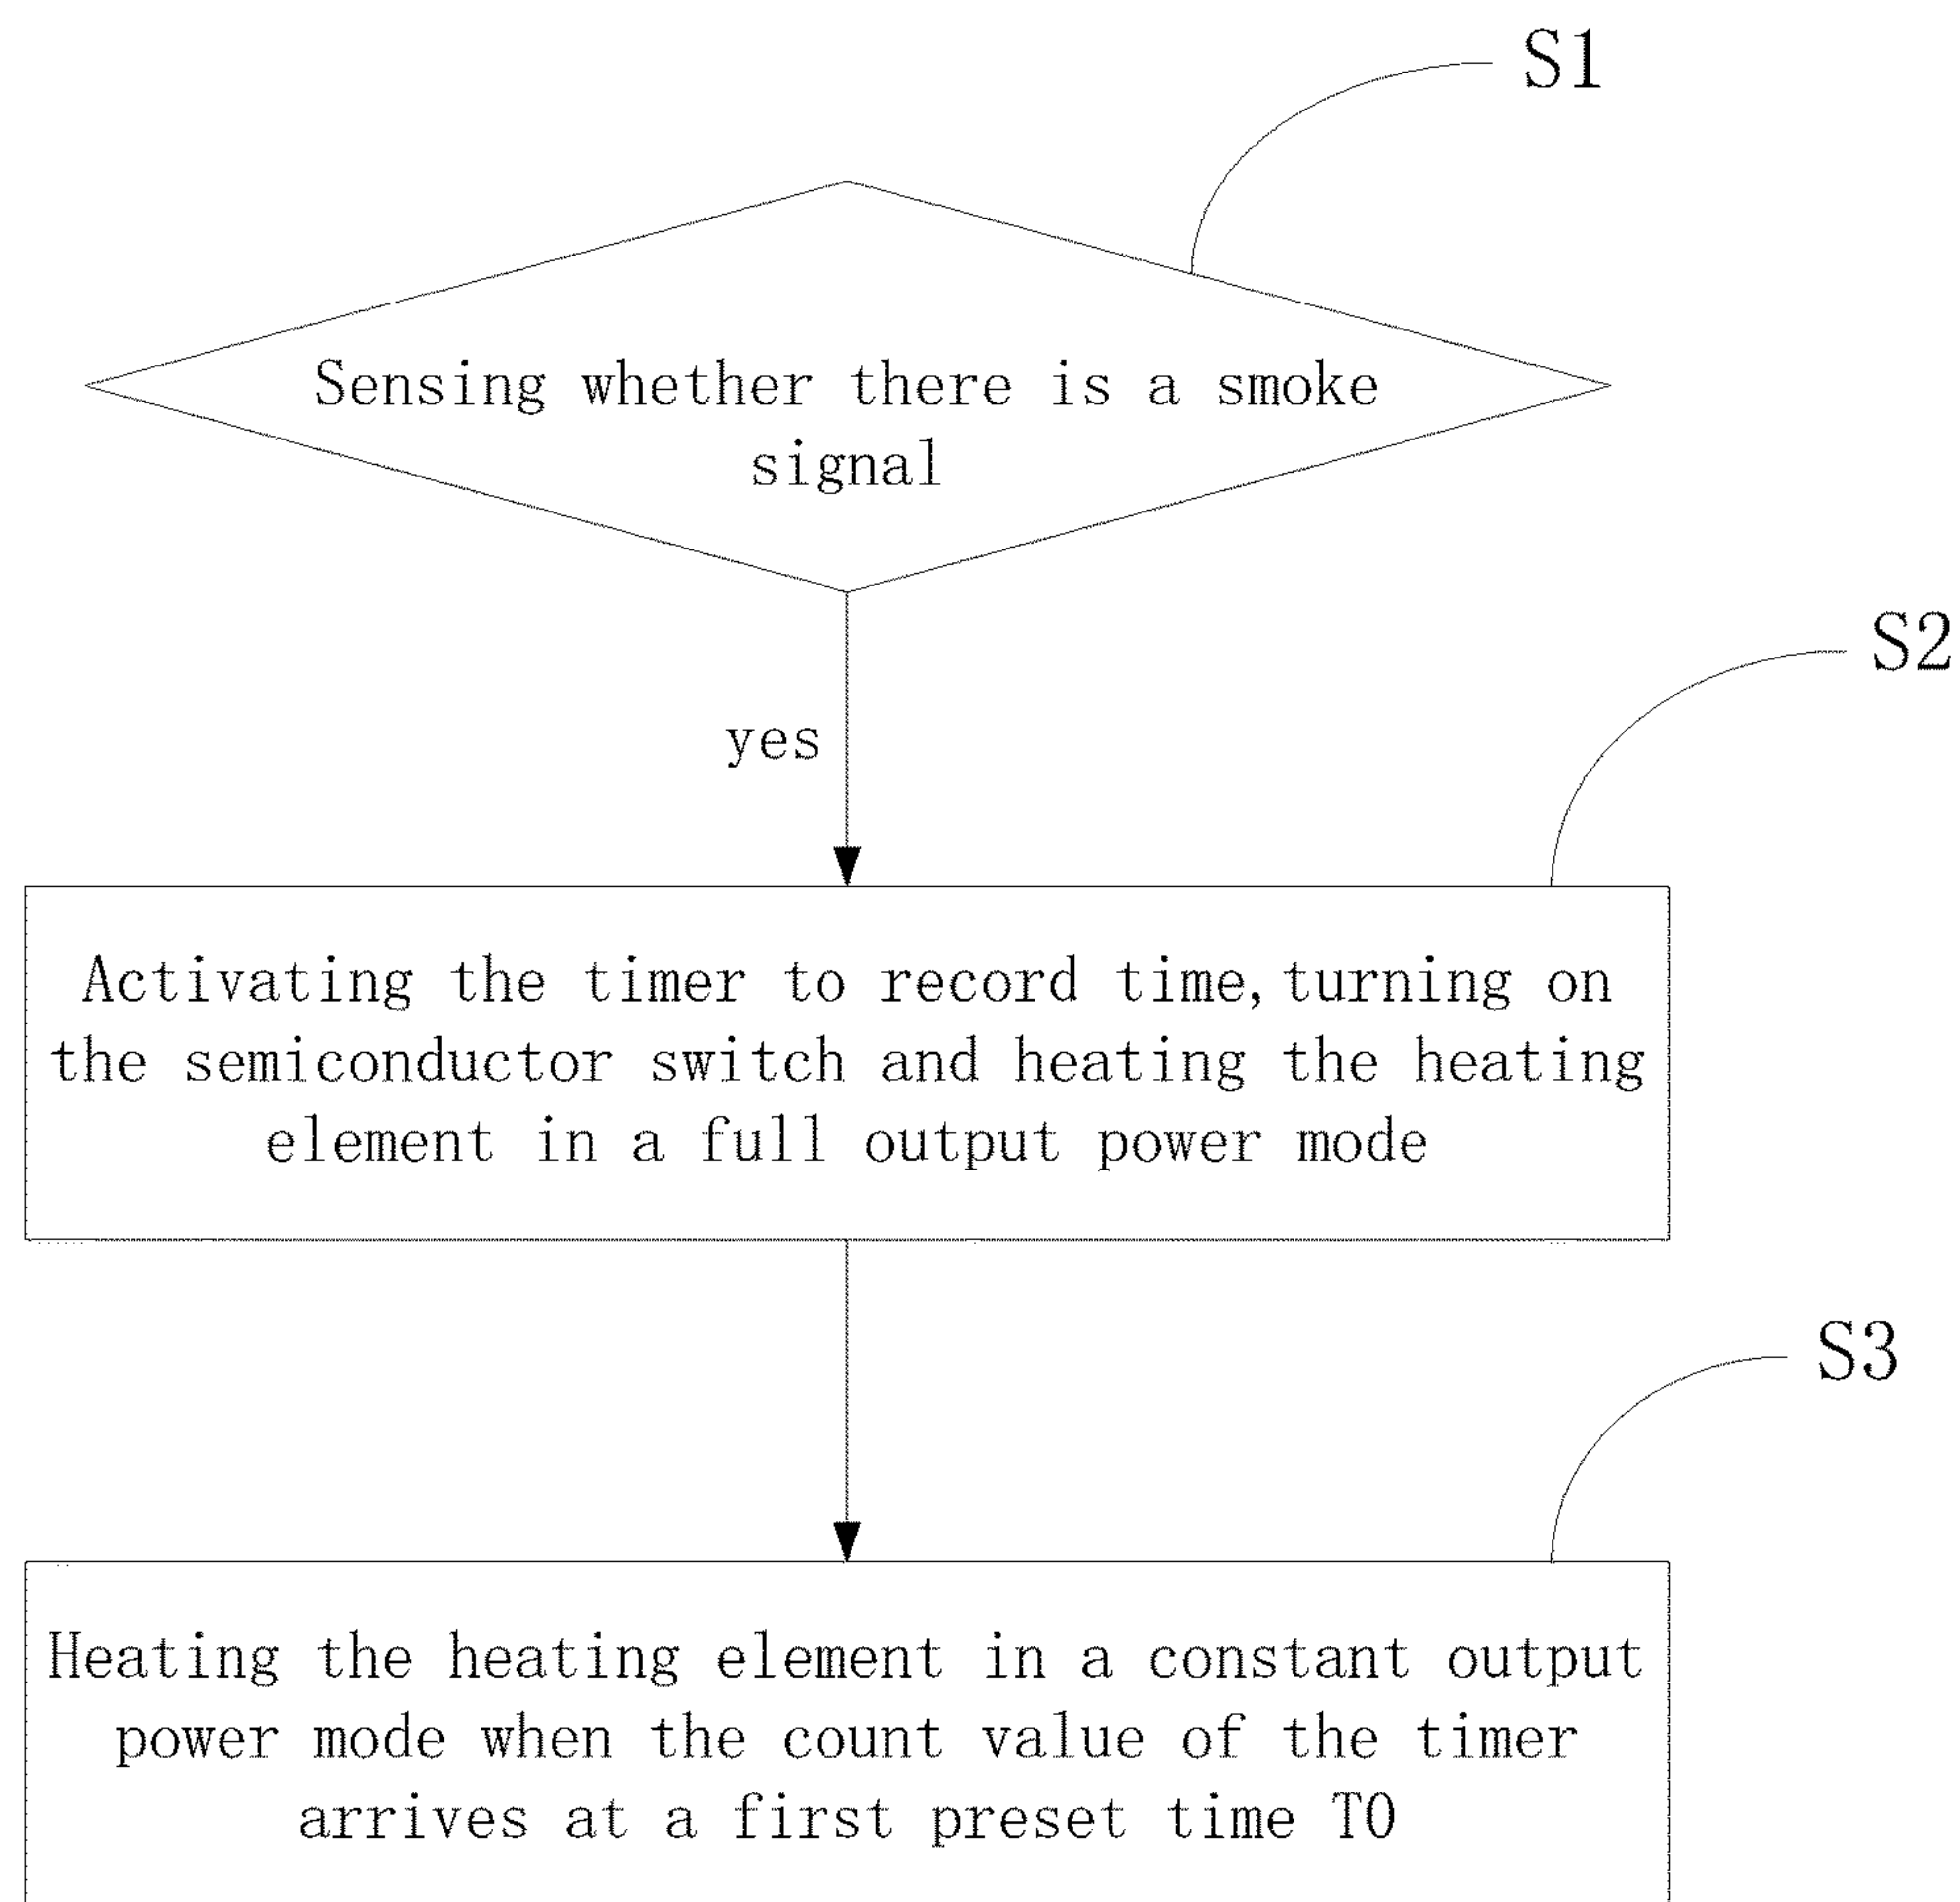 S1
Sensing whether there is a smoke
signal
S2
yes
Activating the timer to record time,turning on
the semiconductor switch and heating the heating
element in a full output power mode
S3
Heating the heating element in a constant output
power mode when the count value of the timer
arrives at a first preset time T0